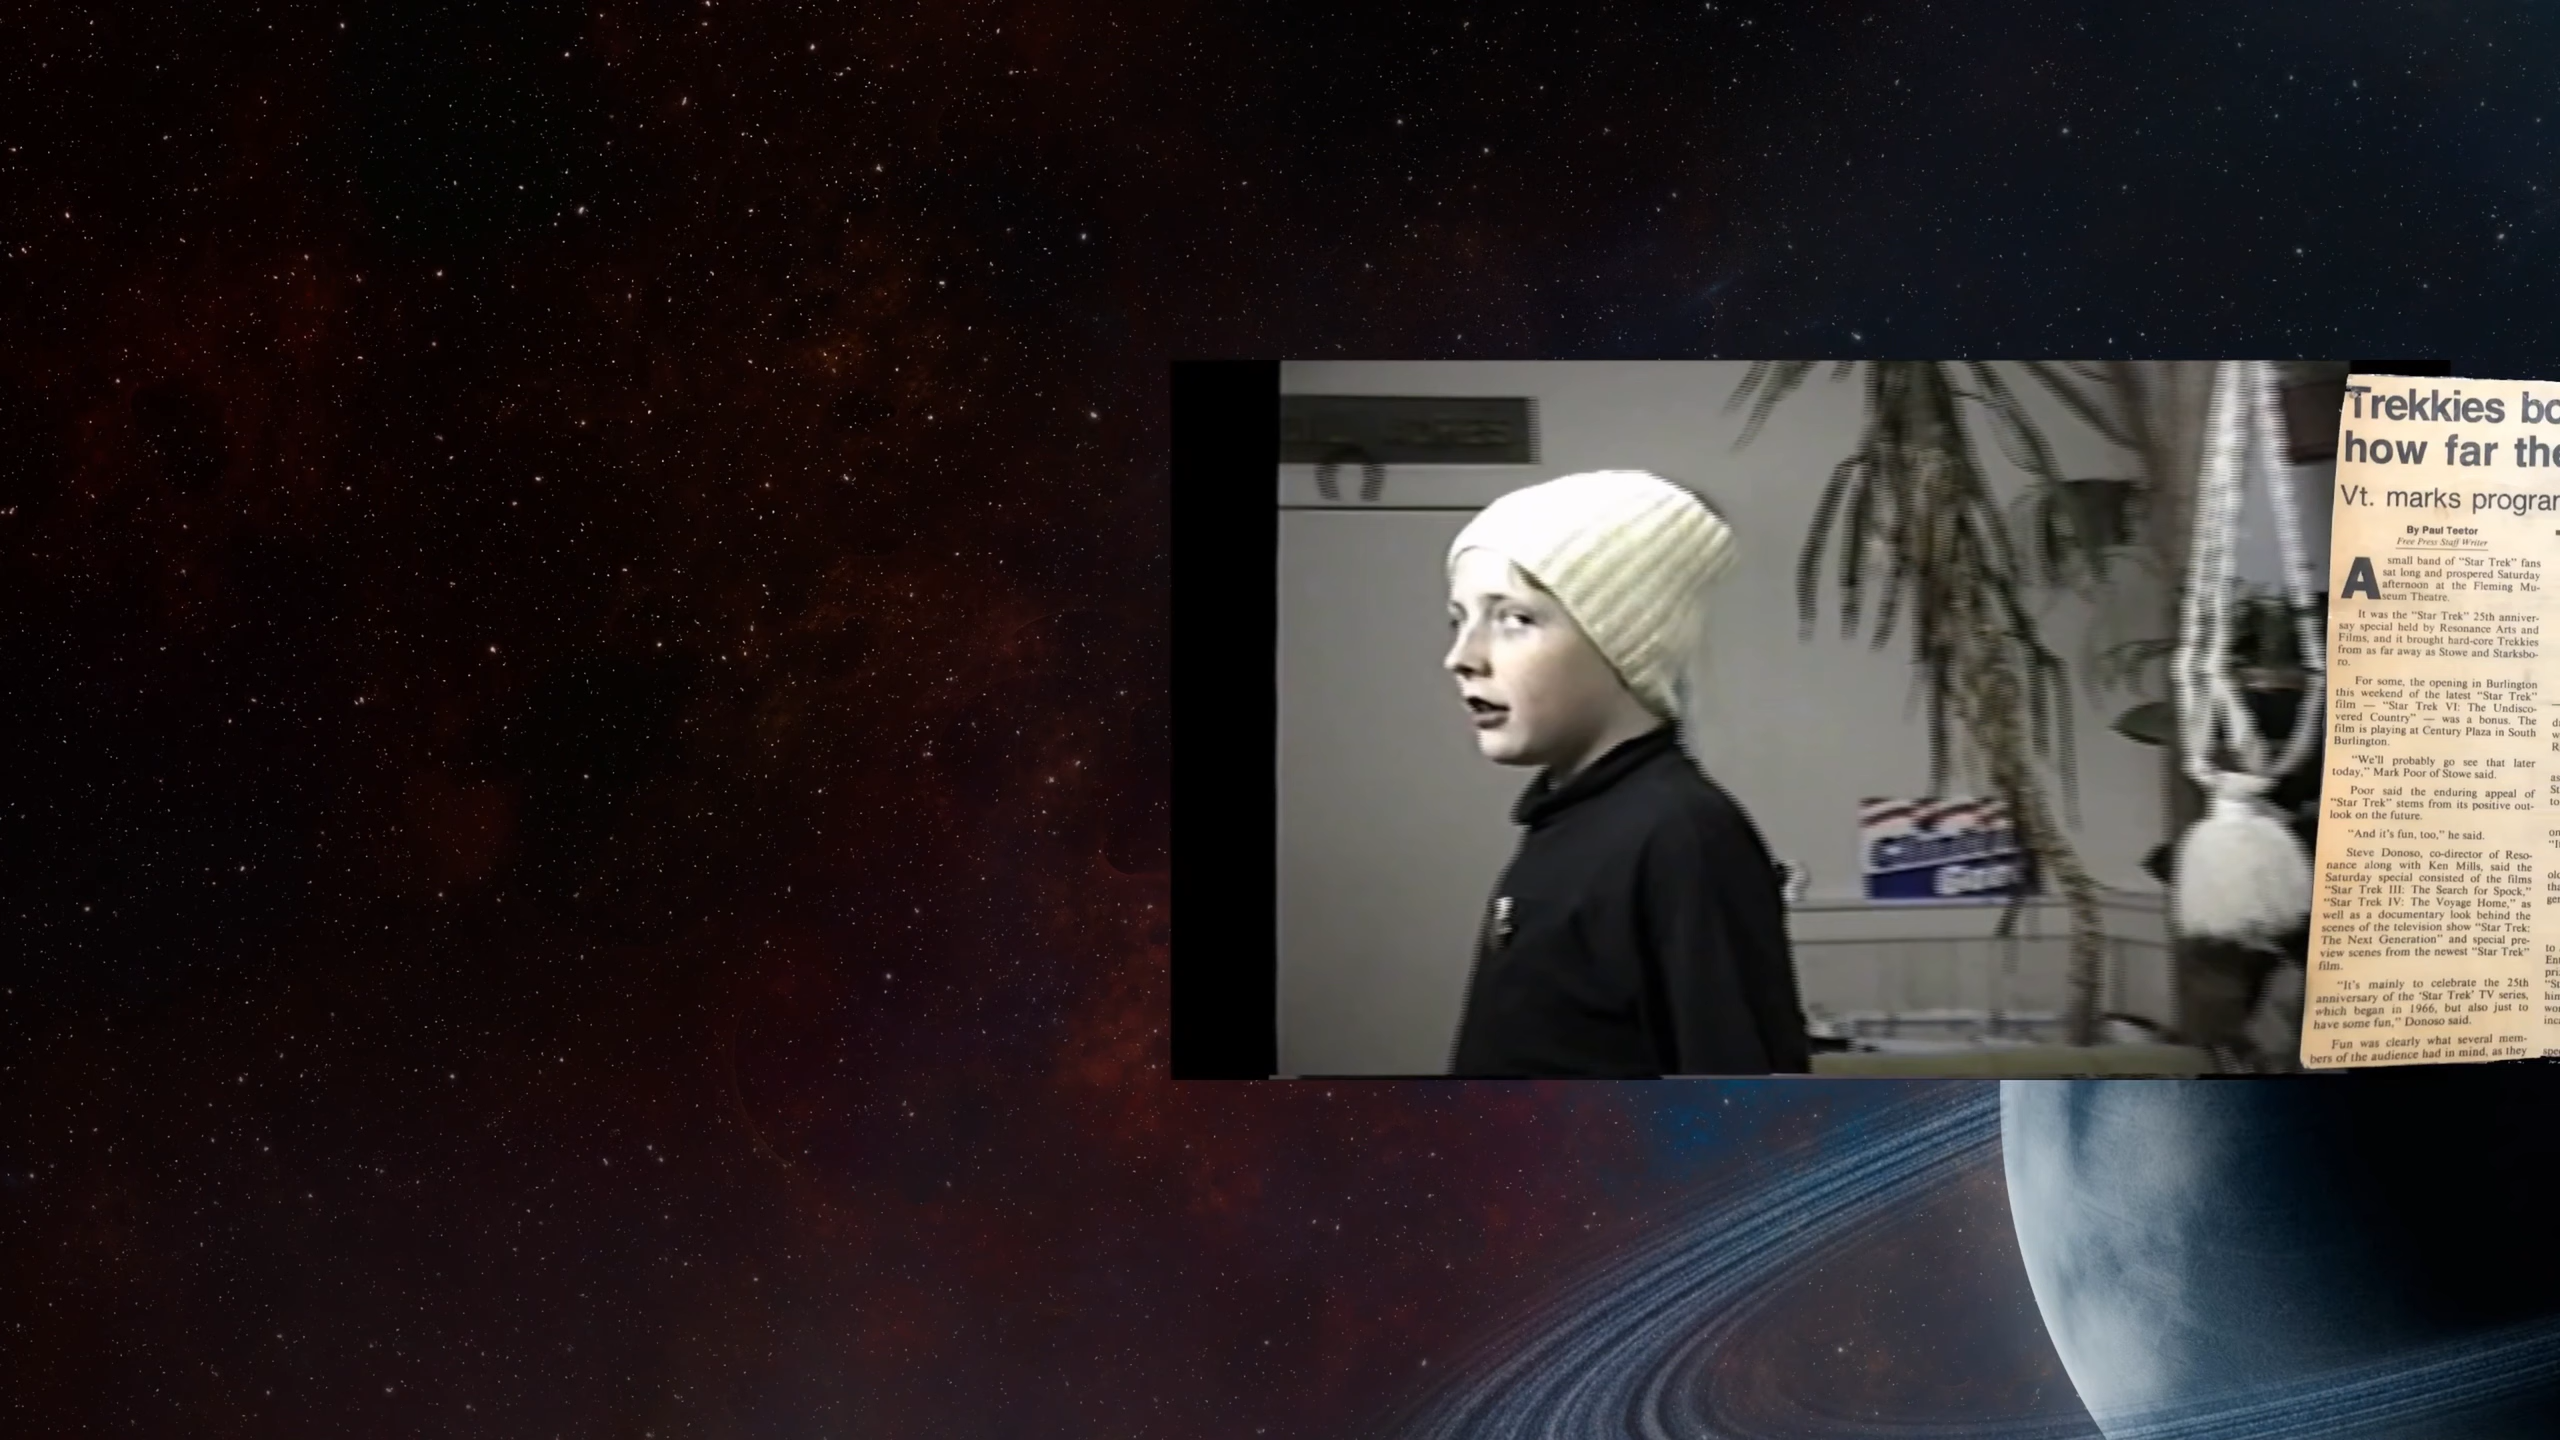 Trekkies bo
how far the
Vt. marks program
By Paul Teetor
Free Press Staff Writer
A small band of "Star Trek" fans
sat long and prospered Saturday
afternoon at the Fleming Mu-
seum Theatre.
It was the "Star Trek" 25th anniver-
say special held by Resonance Arts and
Films, and it brought hard-core Trekkies
from as far away as Stowe and Starksbo-
ro.
For some, the opening in Burlington
this weekend of the latest "Star Trek"
film — "Star Trek VI: The Undisco-
vered Country" — was a bonus. The
film is playing at Century Plaza in South
Burlington.
"We'll probably go see that later
today," Mark Poor of Stowe said.
Poor said the enduring appeal of
"Star Trek" stems from its positive out-
look on the future.
"And it's fun, too," he said.
Steve Donoso, co-director of Reso-
nance along with Ken Mills, said the
Saturday special consisted of the films
"Star Trek III: The Search for Spock,"
"Star Trek IV: The Voyage Home," as
well as a documentary look behind the
scenes of the television show "Star Trek:
The Next Generation" and special pre-
view scenes from the newest "Star Trek"
film.
"It's mainly to celebrate the 25th
anniversary of the 'Star Trek' TV series,
which began in 1966, but also just to
have some fun," Donoso said.
Fun was clearly what several mem-
bers of the audience had in mind, as they